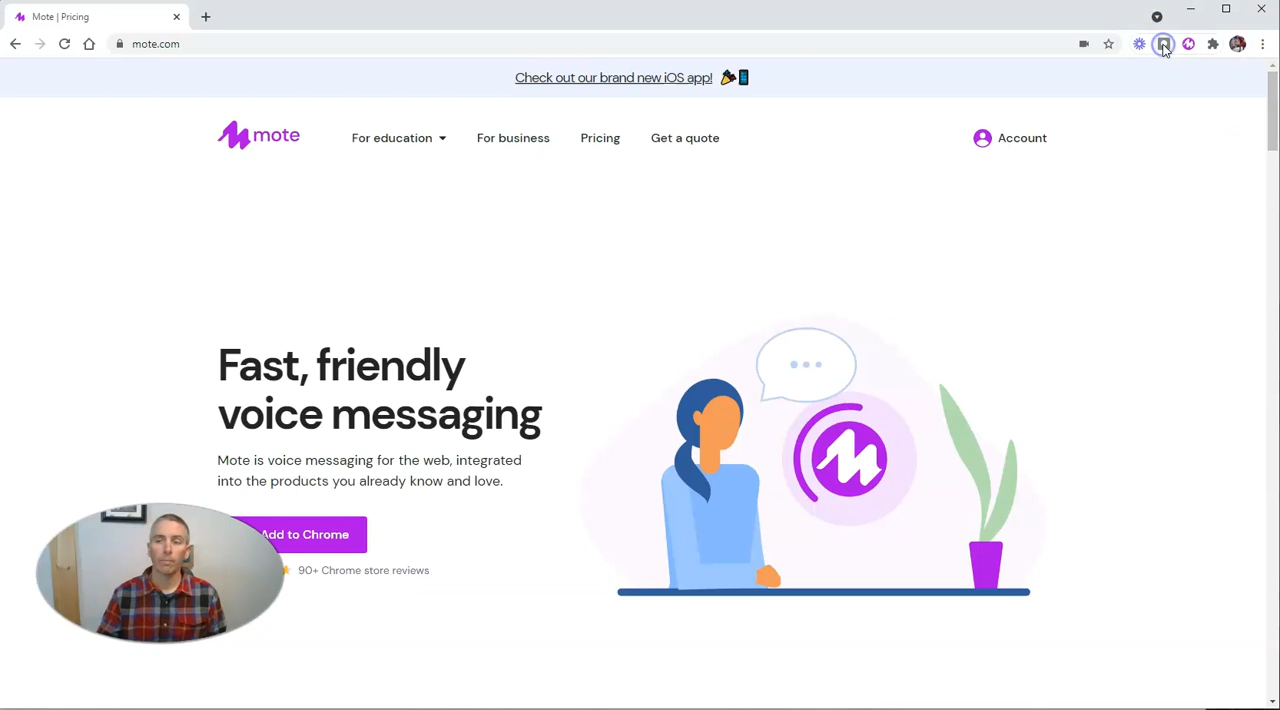 Mote | Pricing
mote.com
Check out our brand new iOS app!
mote
For education
For business
Pricing
Get a quote
Account
Fast, friendly
voice messaging
Mote is voice messaging for the web, integrated
into the products you already know and love.
Add to Chrome
90+ Chrome store reviews